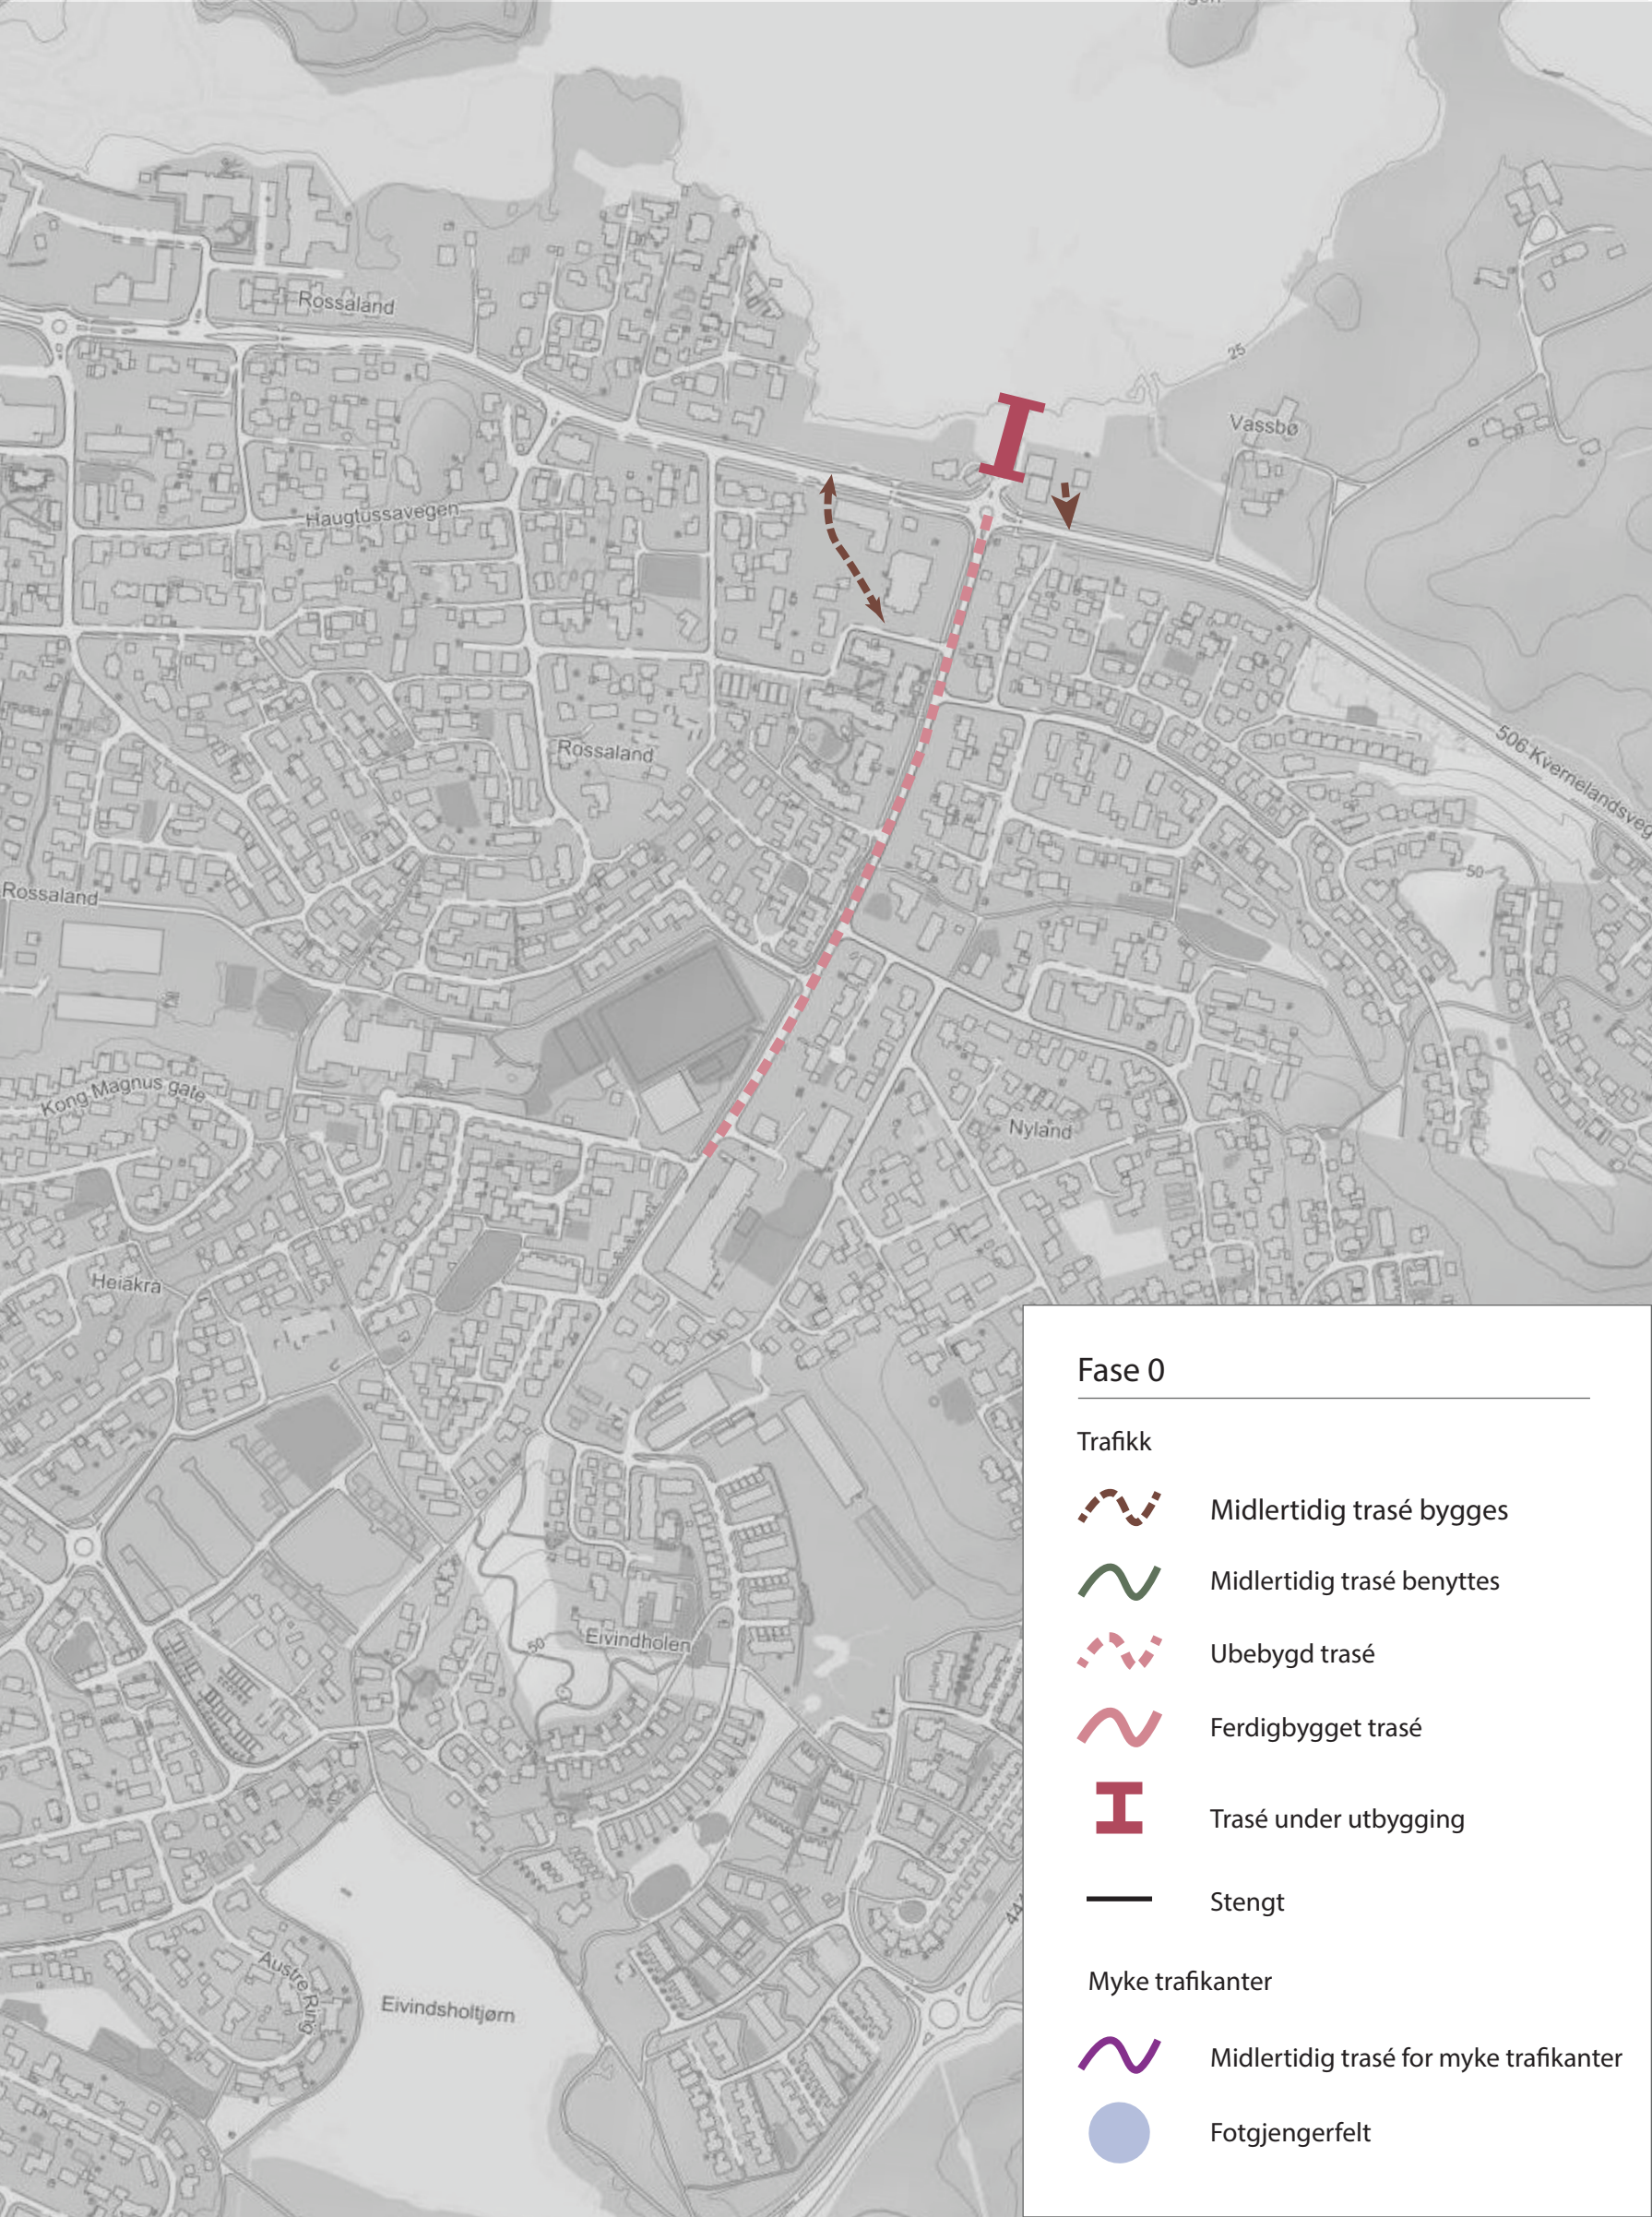 Rossaland
25
Vassbø
Haugtussavegen
506 Kvernelandsveg
Rossaland
50
Rossaland
Kong Magnus gate
Nyland
Heiåkra
Eivindholen
50
44
Austre Ring
Eivindsholtjørn
Fase 0
Trafikk
Midlertidig trasé bygges
Midlertidig trasé benyttes
Ubebygd trasé
Ferdigbygget trasé
Trasé under utbygging
Stengt
Myke trafikanter
Midlertidig trasé for myke trafikanter
Fotgjengerfelt